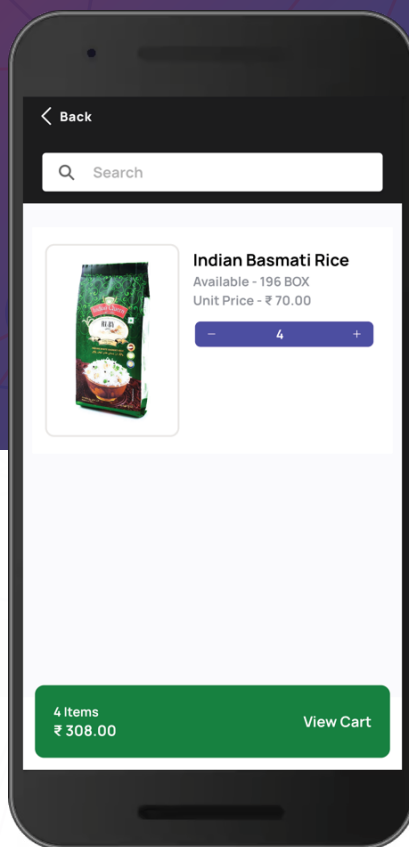 Back
Search
Indian Basmati Rice
Available - 196 BOX
Unit Price - ₹ 70.00
− 4 +
4 Items
₹ 308.00
View Cart